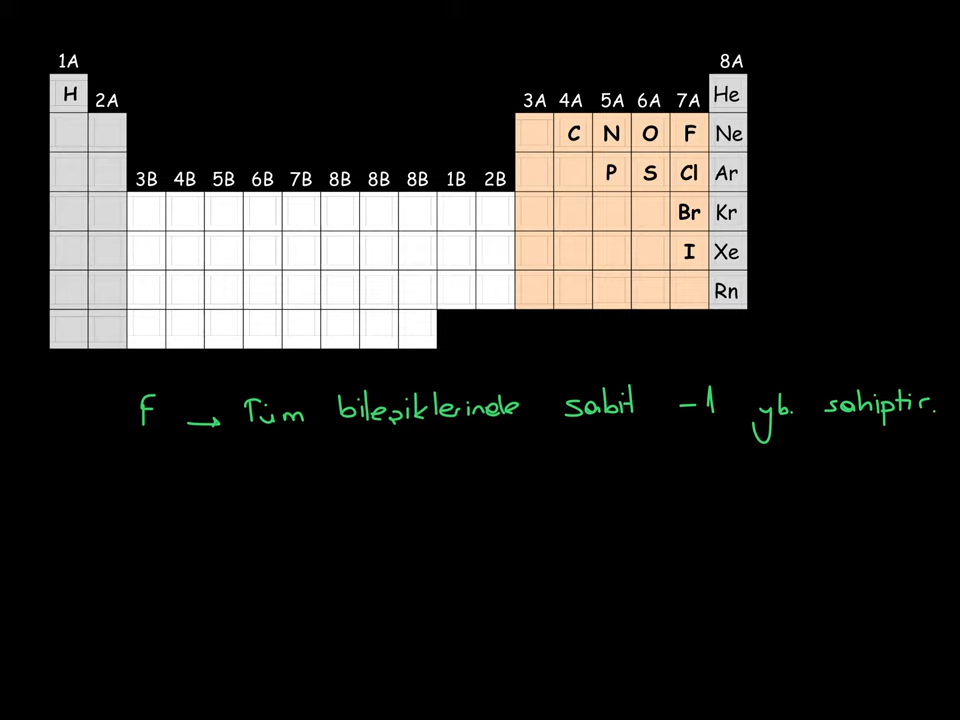 1A 8A
H 2A 3A 4A 5A 6A 7A He
C N O F Ne
3B 4B 5B 6B 7B 8B 8B 8B 1B 2B P S Cl Ar
Br Kr
I Xe
Rn
F → Tüm bileşiklerinde sabit -1 yb. sahiptir.